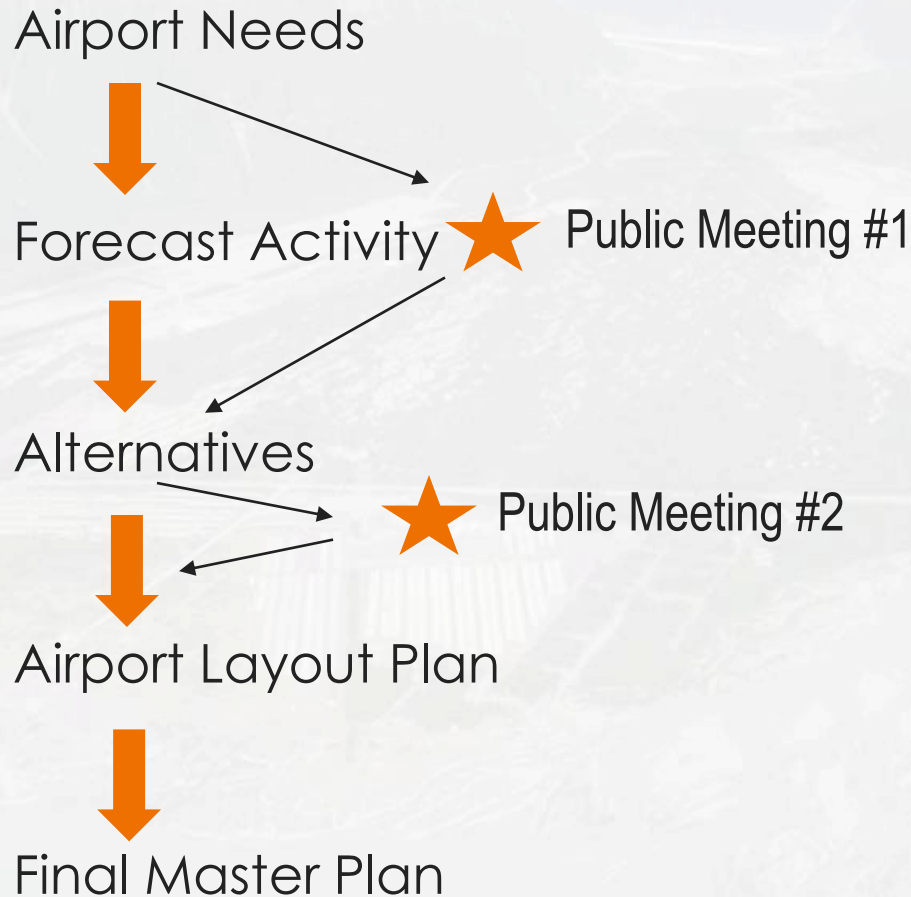 Airport Needs
Forecast Activity
Public Meeting #1
Alternatives
Public Meeting #2
Airport Layout Plan
Final Master Plan